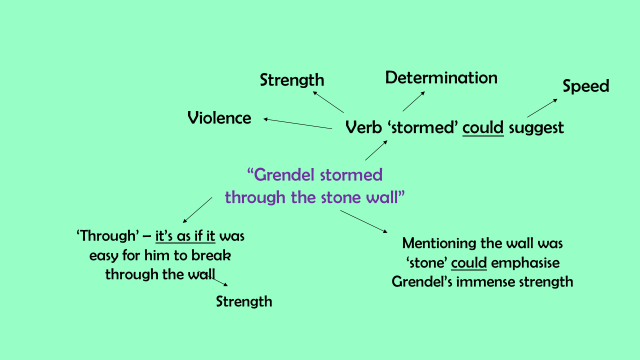 Strength
Determination
Speed
Violence
Verb ‘stormed’ could suggest
“Grendel stormed
through the stone wall”
‘Through’ – it’s as if it was
easy for him to break
through the wall
Strength
Mentioning the wall was
‘stone’ could emphasise
Grendel’s immense strength